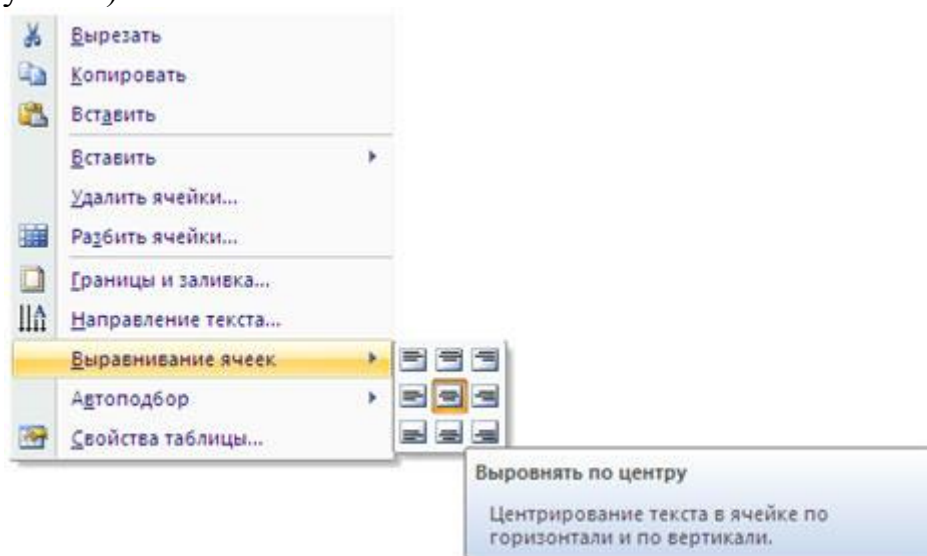 Вырезать
Копировать
Вставить
Вставить
Удалить ячейки...
Разбить ячейки...
Границы и заливка...
Направление текста...
Выравнивание ячеек
Автоподбор
Свойства таблицы...
Выровнять по центру
Центрирование текста в ячейке по
горизонтали и по вертикали.